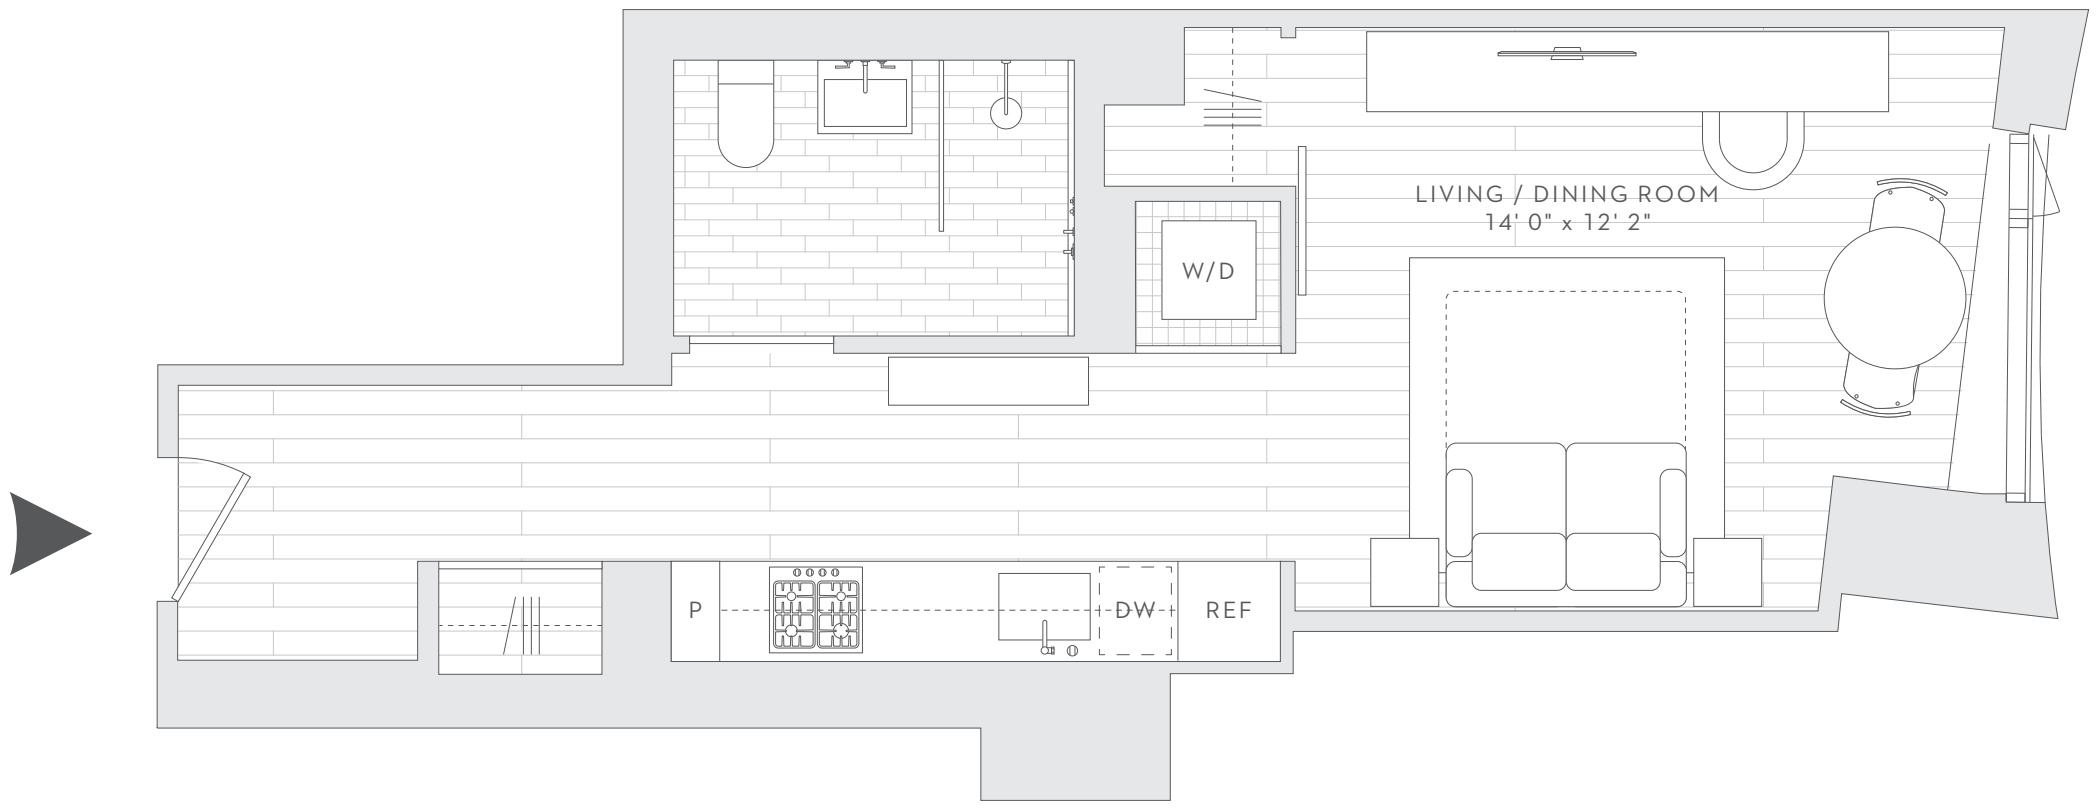 LIVING / DINING ROOM
14' 0" x 12' 2"
W/D
P
DW
REF